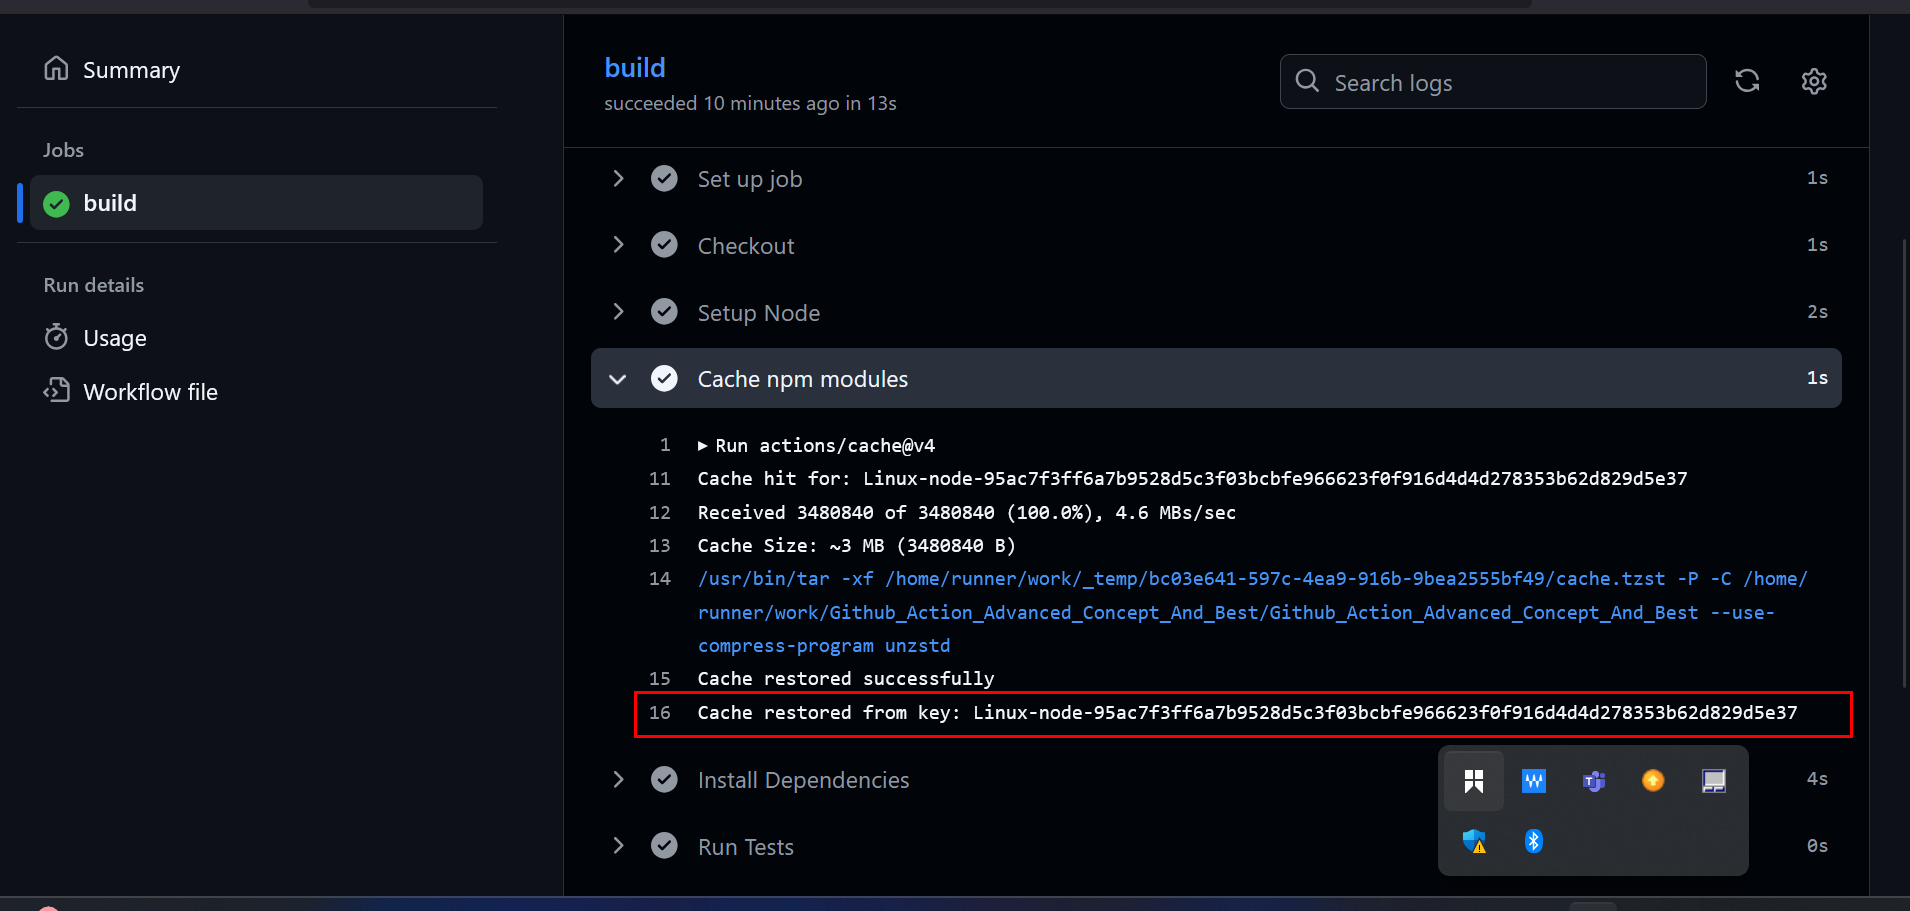 Summary
Jobs
build
Run details
Usage
Workflow file
build
succeeded 10 minutes ago in 13s
Search logs
Set up job 1s
Checkout 1s
Setup Node 2s
Cache npm modules 1s
1 Run actions/cache@v4
11 Cache hit for: Linux-node-95ac7f3ff6a7b9528d5c3f03bcbfe966623f0f916d4d4d278353b62d829d5e37
12 Received 3480840 of 3480840 (100.0%), 4.6 MBs/sec
13 Cache Size: ~3 MB (3480840 B)
14 /usr/bin/tar -xf /home/runner/work/_temp/bc03e641-597c-4ea9-916b-9bea2555bf49/cache.tzst -P -C /home/
runner/work/Github_Action_Advanced_Concept_And_Best/Github_Action_Advanced_Concept_And_Best --use-
compress-program unzstd
15 Cache restored successfully
16 Cache restored from key: Linux-node-95ac7f3ff6a7b9528d5c3f03bcbfe966623f0f916d4d4d278353b62d829d5e37
Install Dependencies 4s
Run Tests 0s